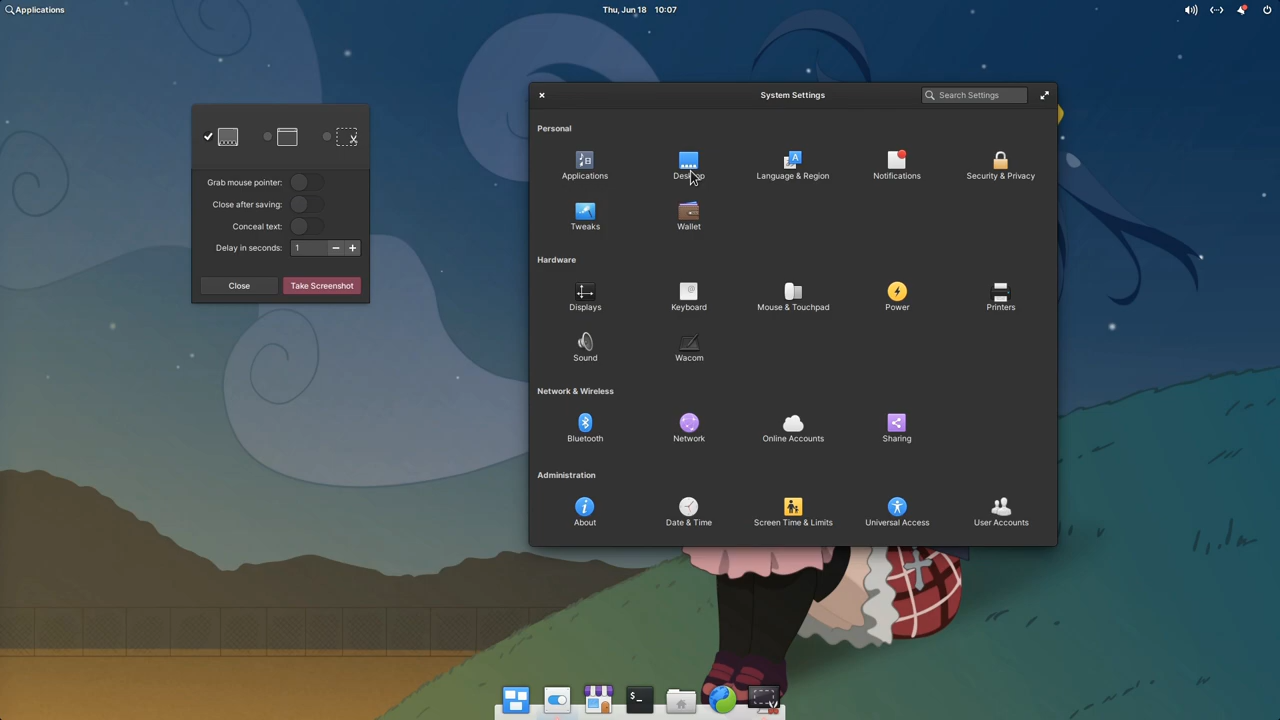 Applications
Thu, Jun 18 10:07
System Settings
Search Settings
Grab mouse pointer:
Close after saving:
Conceal text:
Delay in seconds: 1
Close
Take Screenshot
Personal
Applications
Desktop
Language & Region
Notifications
Security & Privacy
Tweaks
Wallet
Hardware
Displays
Keyboard
Mouse & Touchpad
Power
Printers
Sound
Wacom
Network & Wireless
Bluetooth
Network
Online Accounts
Sharing
Administration
About
Date & Time
Screen Time & Limits
Universal Access
User Accounts